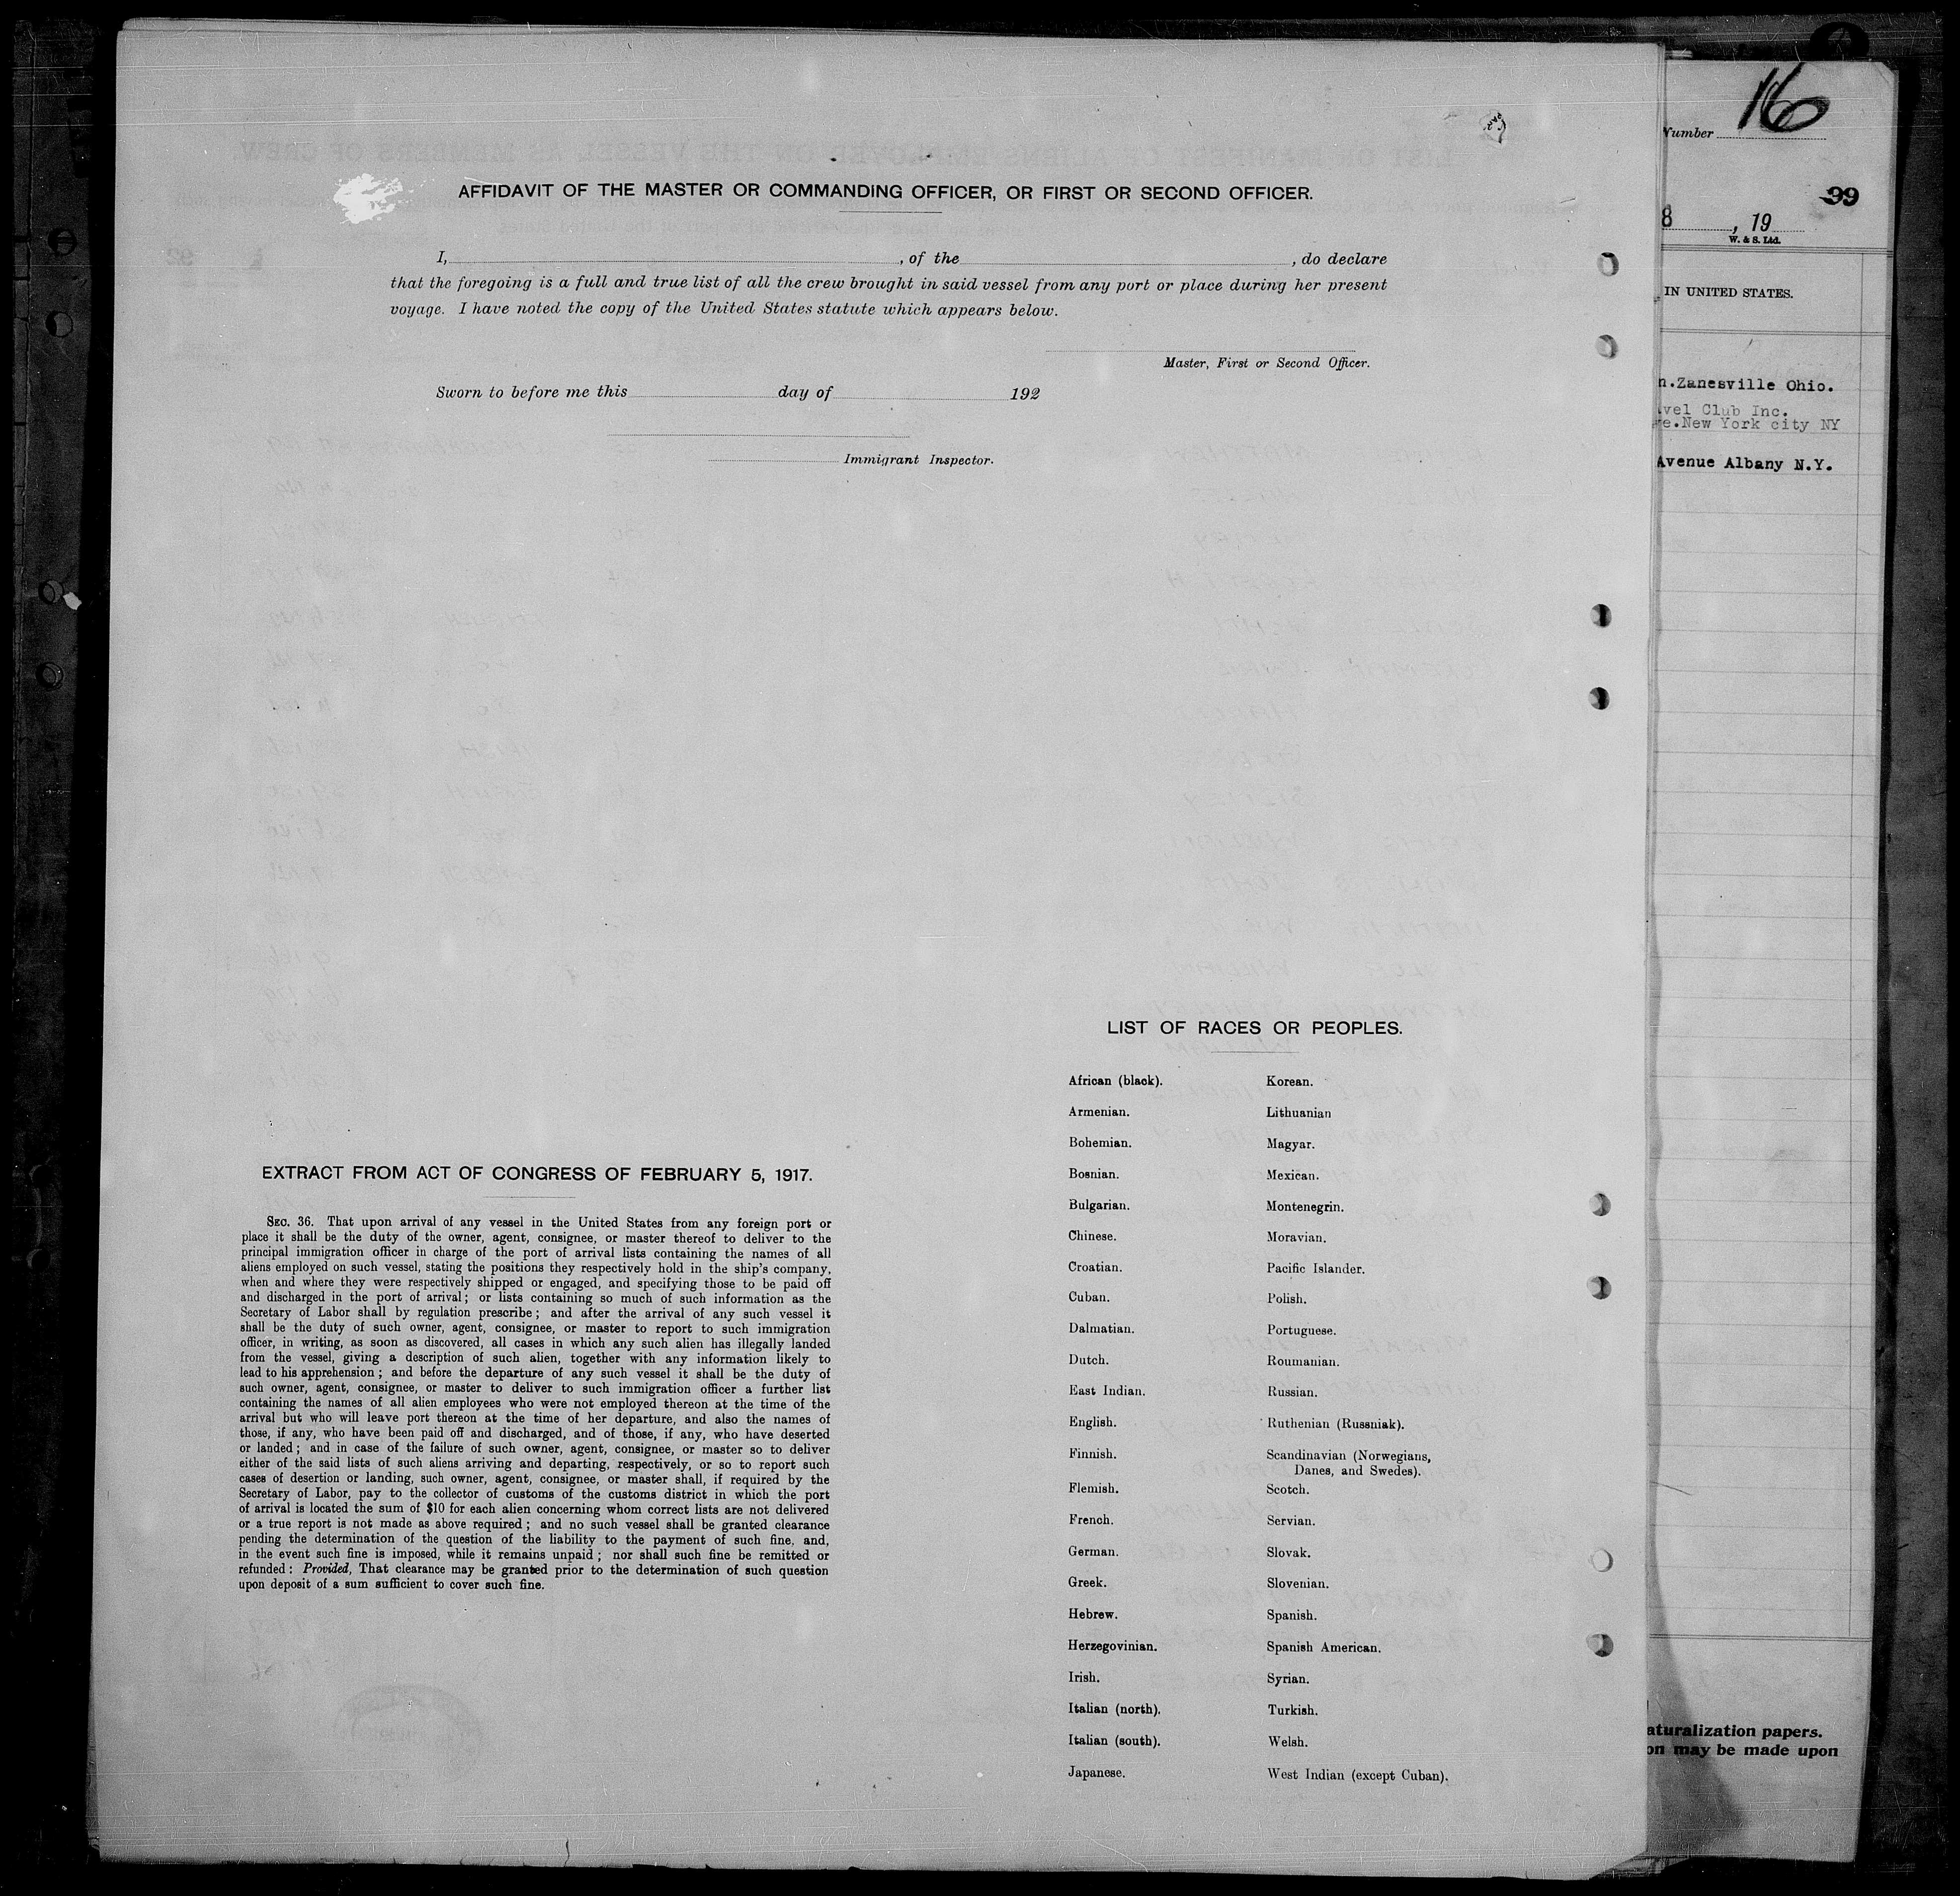 AFFIDAVIT OF THE MASTER OR COMMANDING OFFICER, OR FIRST OR SECOND OFFICER.
I, , of the , do declare
that the foregoing is a full and true list of all the crew brought in said vessel from any port or place during her present
voyage. I have noted the copy of the United States statute which appears below.
Master, First or Second Officer.
Sworn to before me this day of 192
Immigrant Inspector.
EXTRACT FROM ACT OF CONGRESS OF FEBRUARY 5, 1917.
SEC. 36. That upon arrival of any vessel in the United States from any foreign port or
place it shall be the duty of the owner, agent, consignee, or master thereof to deliver to the
principal immigration officer in charge of the port of arrival lists containing the names of all
aliens employed on such vessel, stating the positions they respectively hold in the ship's company,
when and where they were respectively shipped or engaged, and specifying those to be paid off
and discharged in the port of arrival; or lists containing so much of such information as the
Secretary of Labor shall by regulation prescribe; and after the arrival of any such vessel it
shall be the duty of such owner, agent, consignee, or master to report to such immigration
officer, in writing, as soon as discovered, all cases in which any such alien has illegally landed
from the vessel, giving a description of such alien, together with any information likely to
lead to his apprehension; and before the departure of any such vessel it shall be the duty of
such owner, agent, consignee, or master to deliver to such immigration officer a further list
containing the names of all alien employees who were not employed thereon at the time of the
arrival but who will leave port thereon at the time of her departure, and also the names of
those, if any, who have been paid off and discharged, and of those, if any, who have deserted
or landed; and in case of the failure of such owner, agent, consignee, or master so to deliver
either of the said lists of such aliens arriving and departing, respectively, or so to report such
cases of desertion or landing, such owner, agent, consignee, or master shall, if required by the
Secretary of Labor, pay to the collector of customs of the customs district in which the port
of arrival is located the sum of $10 for each alien concerning whom correct lists are not delivered
or a true report is not made as above required; and no such vessel shall be granted clearance
pending the determination of the question of the liability to the payment of such fine, and,
in the event such fine is imposed, while it remains unpaid; nor shall such fine be remitted or
refunded: Provided, That clearance may be granted prior to the determination of such question
upon deposit of a sum sufficient to cover such fine.
LIST OF RACES OR PEOPLES.
African (black).
Armenian.
Bohemian.
Bosnian.
Bulgarian.
Chinese.
Croatian.
Cuban.
Dalmatian.
Dutch.
East Indian.
English.
Finnish.
Flemish.
French.
German.
Greek.
Hebrew.
Herzegovinian.
Irish.
Italian (north).
Italian (south).
Japanese.
Korean.
Lithuanian
Magyar.
Mexican.
Montenegrin.
Moravian.
Pacific Islander.
Polish.
Portuguese.
Roumanian.
Russian.
Ruthenian (Russniak).
Scandinavian (Norwegians,
Danes, and Swedes).
Scotch.
Servian.
Slovak.
Slovenian.
Spanish.
Spanish American.
Syrian.
Turkish.
Welsh.
West Indian (except Cuban).
Number 16
99
8 , 19
W. & S. Ltd.
IN UNITED STATES.
n.Zanesville Ohio.
avel Club Inc.
ve.New York city NY
Avenue Albany N.Y.
aturalization papers.
on may be made upon